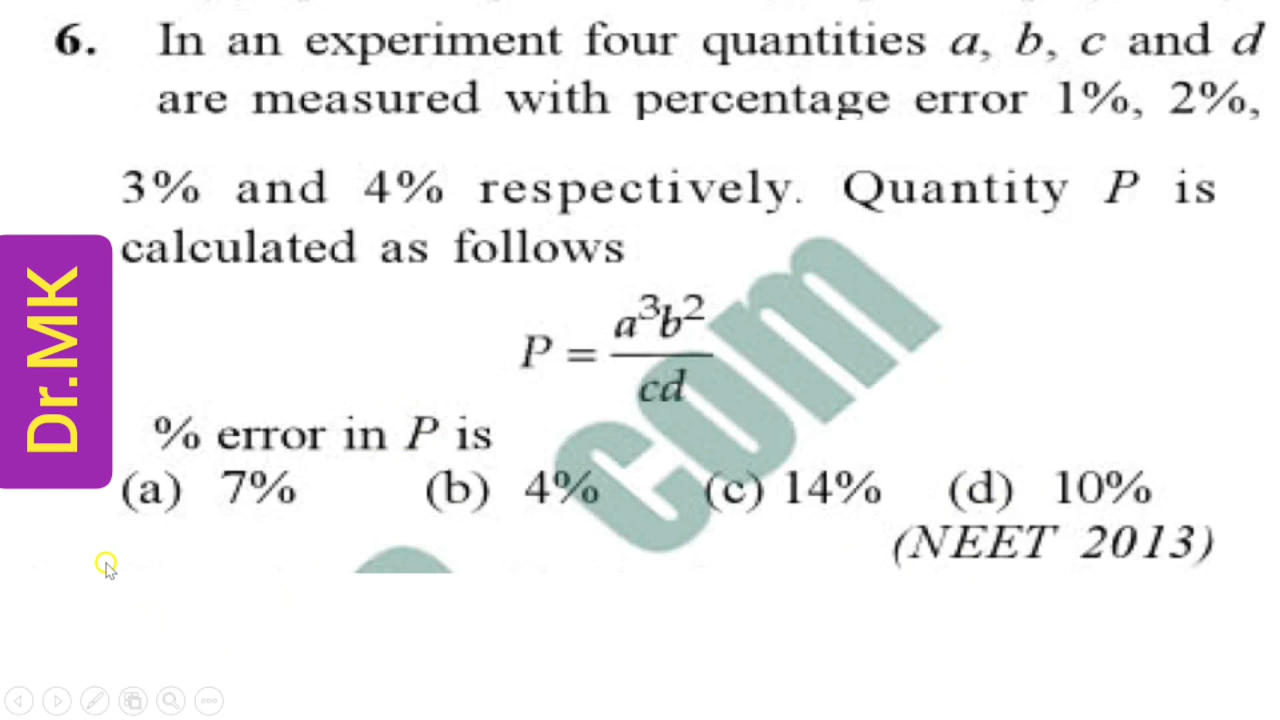 6. In an experiment four quantities a, b, c and d
are measured with percentage error 1%, 2%,
3% and 4% respectively. Quantity P is
calculated as follows
P = a³b²/cd
% error in P is
(a) 7% (b) 4% (c) 14% (d) 10%
(NEET 2013)
Dr.MK
com